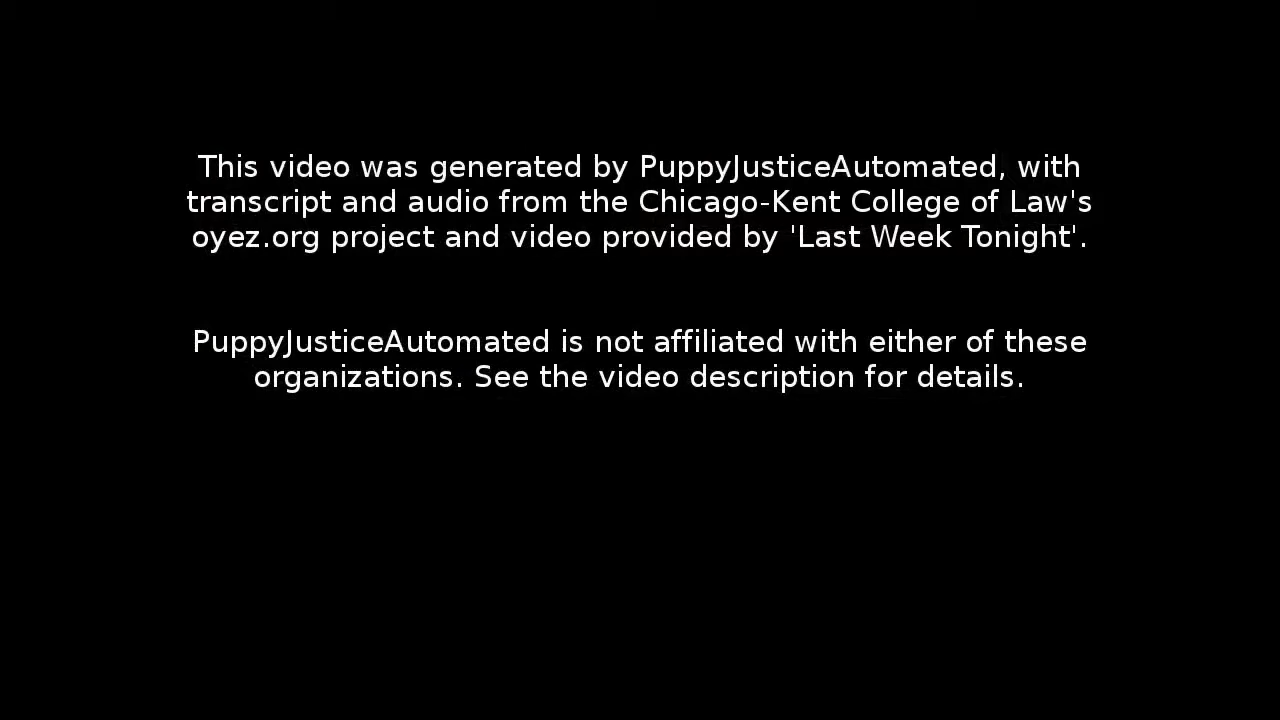 This video was generated by PuppyJusticeAutomated, with
transcript and audio from the Chicago-Kent College of Law's
oyez.org project and video provided by 'Last Week Tonight'.
PuppyJusticeAutomated is not affiliated with either of these
organizations. See the video description for details.